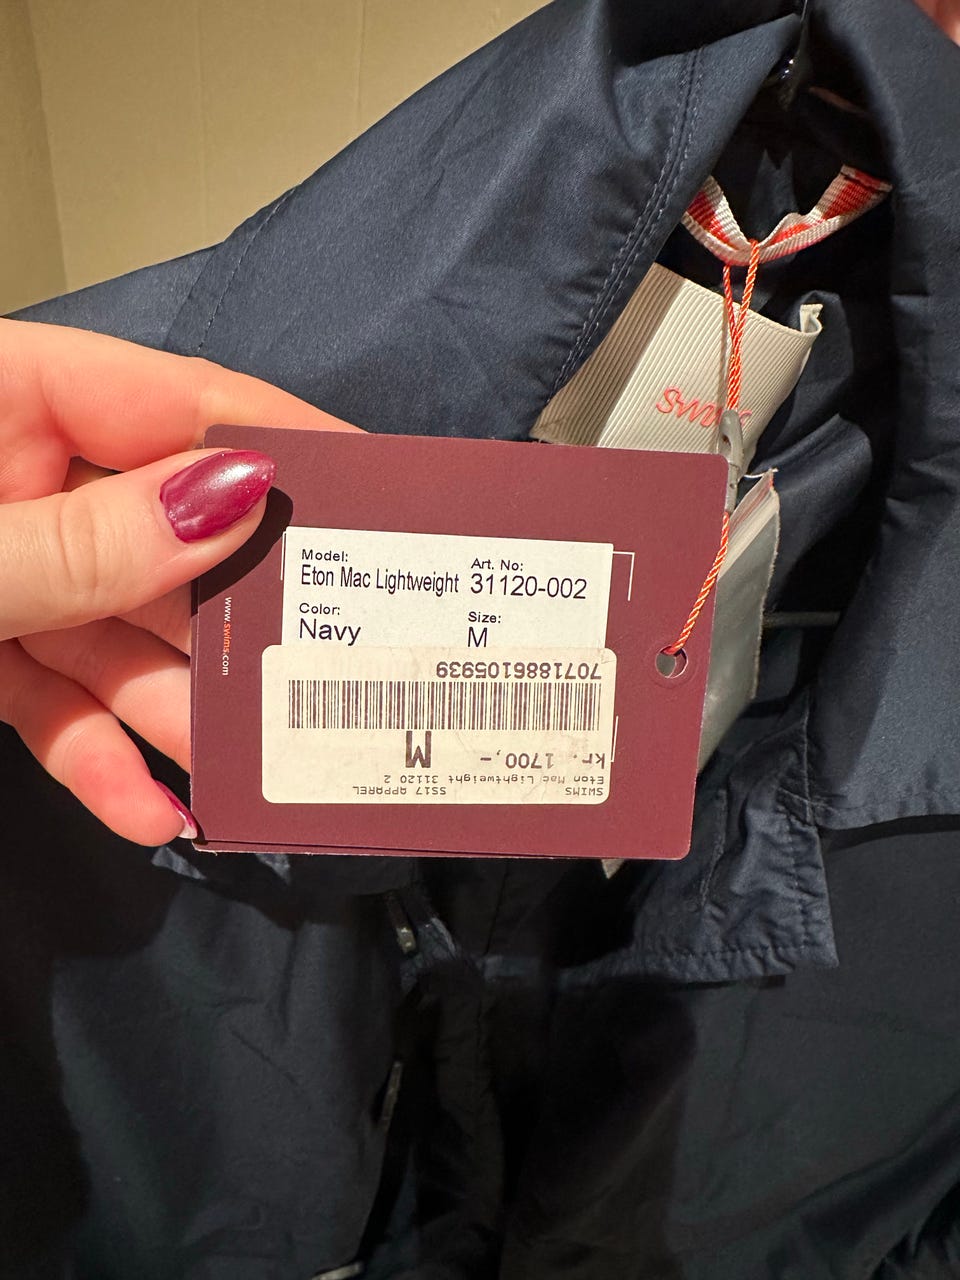 swims
Model: Art. No:
Eton Mac Lightweight 31120-002
Color: Size:
Navy M
www.swims.com
SWIMS SS17 APPAREL
Eton Mac Lightweight 31120 2
kr. 1700,- M
7071886105939